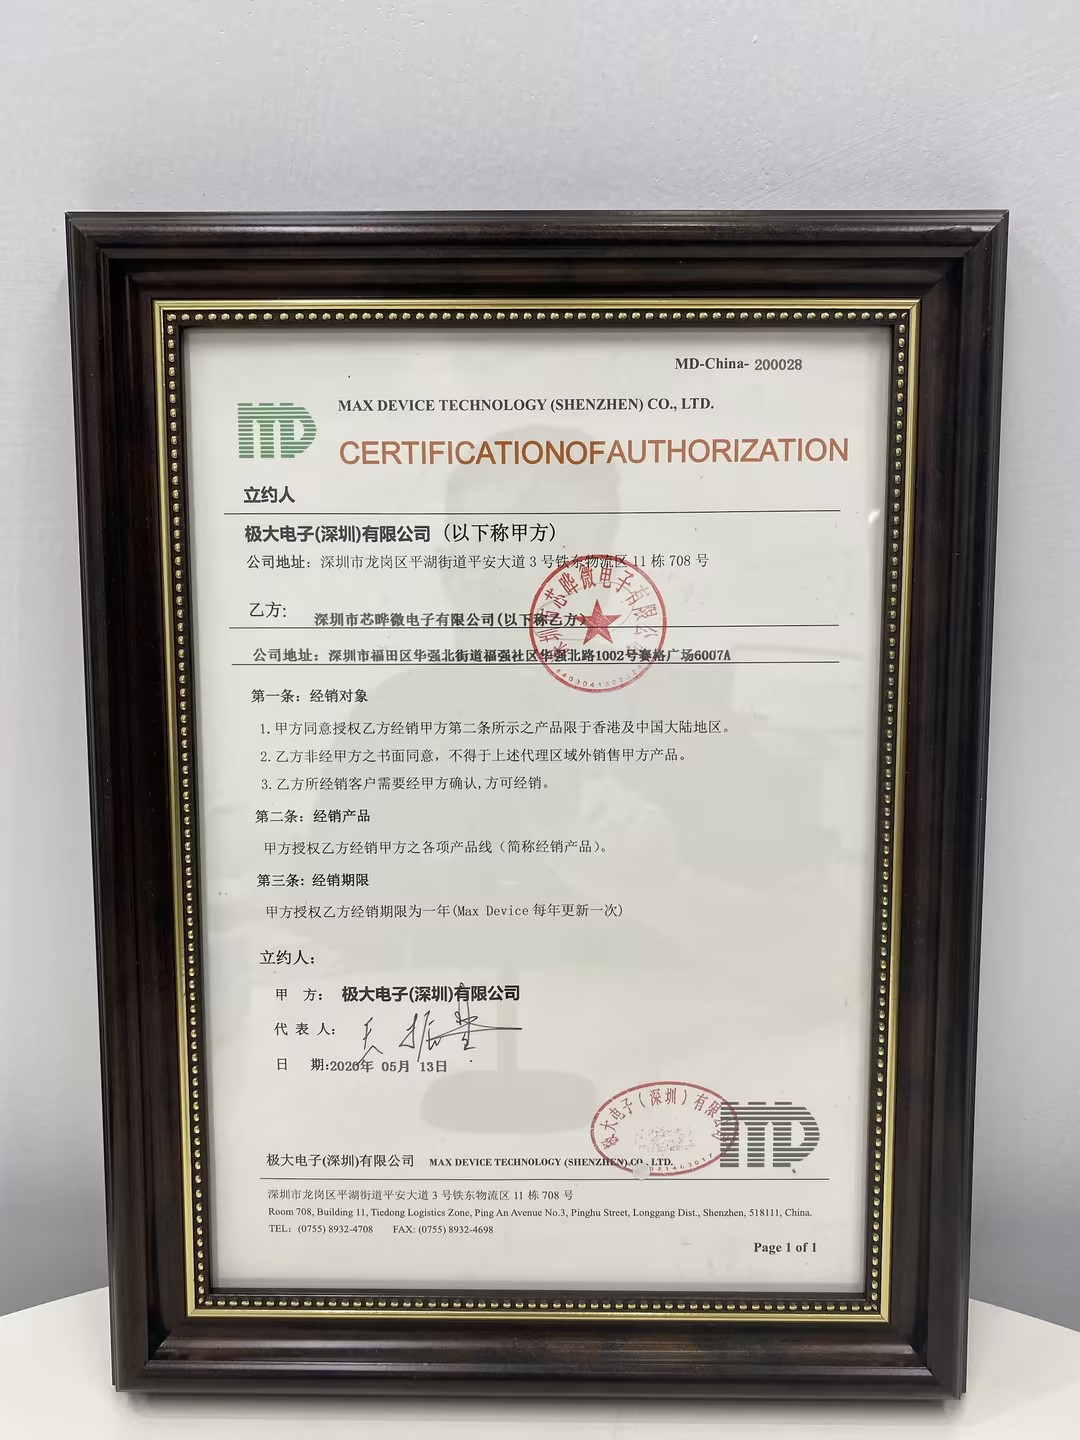 MD-China- 200028
MAX DEVICE TECHNOLOGY (SHENZHEN) CO., LTD.
CERTIFICATIONOFAUTHORIZATION
立约人
极大电子(深圳)有限公司 (以下称甲方)
公司地址：深圳市龙岗区平湖街道平安大道 3 号铁东物流区 11 栋 708 号
乙方: 深圳市芯晔微电子有限公司(以下称乙方)
公司地址：深圳市福田区华强北街道福强社区华强北路1002号赛格广场6007A
第一条：经销对象
1. 甲方同意授权乙方经销甲方第二条所示之产品限于香港及中国大陆地区。
2. 乙方非经甲方之书面同意，不得于上述代理区域外销售甲方产品。
3. 乙方所经销客户需要经甲方确认, 方可经销。
第二条：经销产品
甲方授权乙方经销甲方之各项产品线（简称经销产品）。
第三条: 经销期限
甲方授权乙方经销期限为一年(Max Device 每年更新一次)
立约人：
甲 方： 极大电子(深圳)有限公司
代 表 人：
日 期:2020年 05月 13日
极大电子（深圳）有限公司
MD
极大电子(深圳)有限公司 MAX DEVICE TECHNOLOGY (SHENZHEN) CO., LTD.
深圳市龙岗区平湖街道平安大道 3 号铁东物流区 11 栋 708 号
Room 708, Building 11, Tiedong Logistics Zone, Ping An Avenue No.3, Pinghu Street, Longgang Dist., Shenzhen, 518111, China.
TEL: (0755) 8932-4708 FAX: (0755) 8932-4698
Page 1 of 1